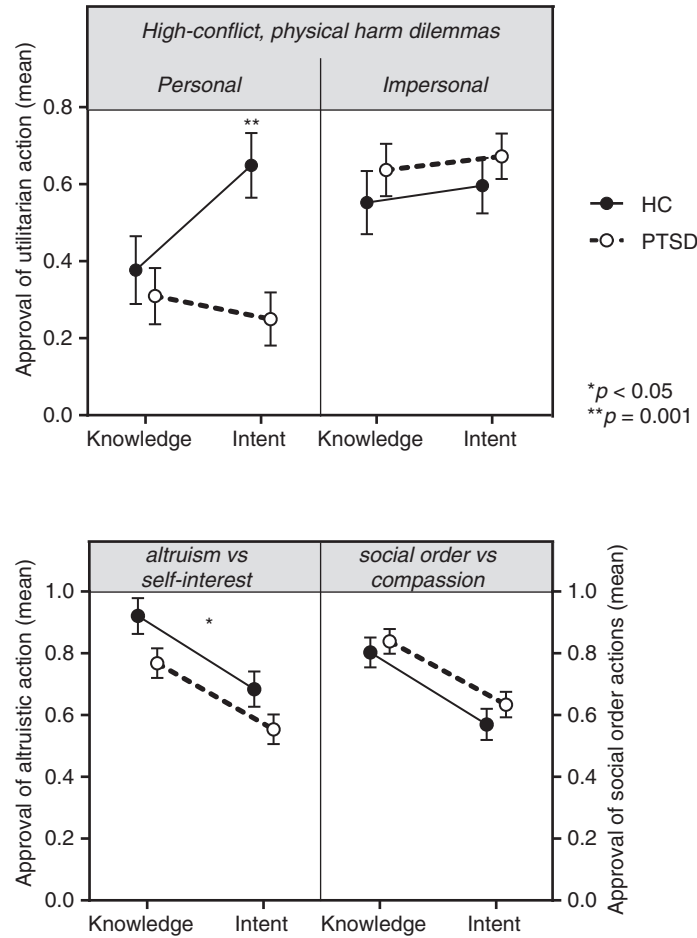 High-conflict, physical harm dilemmas
Personal
Impersonal
Approval of utilitarian action (mean)
0.8
0.6
0.4
0.2
0.0
**
Knowledge
Intent
Knowledge
Intent
HC
PTSD
*p < 0.05
**p = 0.001
altruism vs
self-interest
social order vs
compassion
Approval of altruistic action (mean)
1.0
0.8
0.6
0.4
0.2
0.0
*
1.0
0.8
0.6
0.4
0.2
0.0
Approval of social order actions (mean)
Knowledge
Intent
Knowledge
Intent